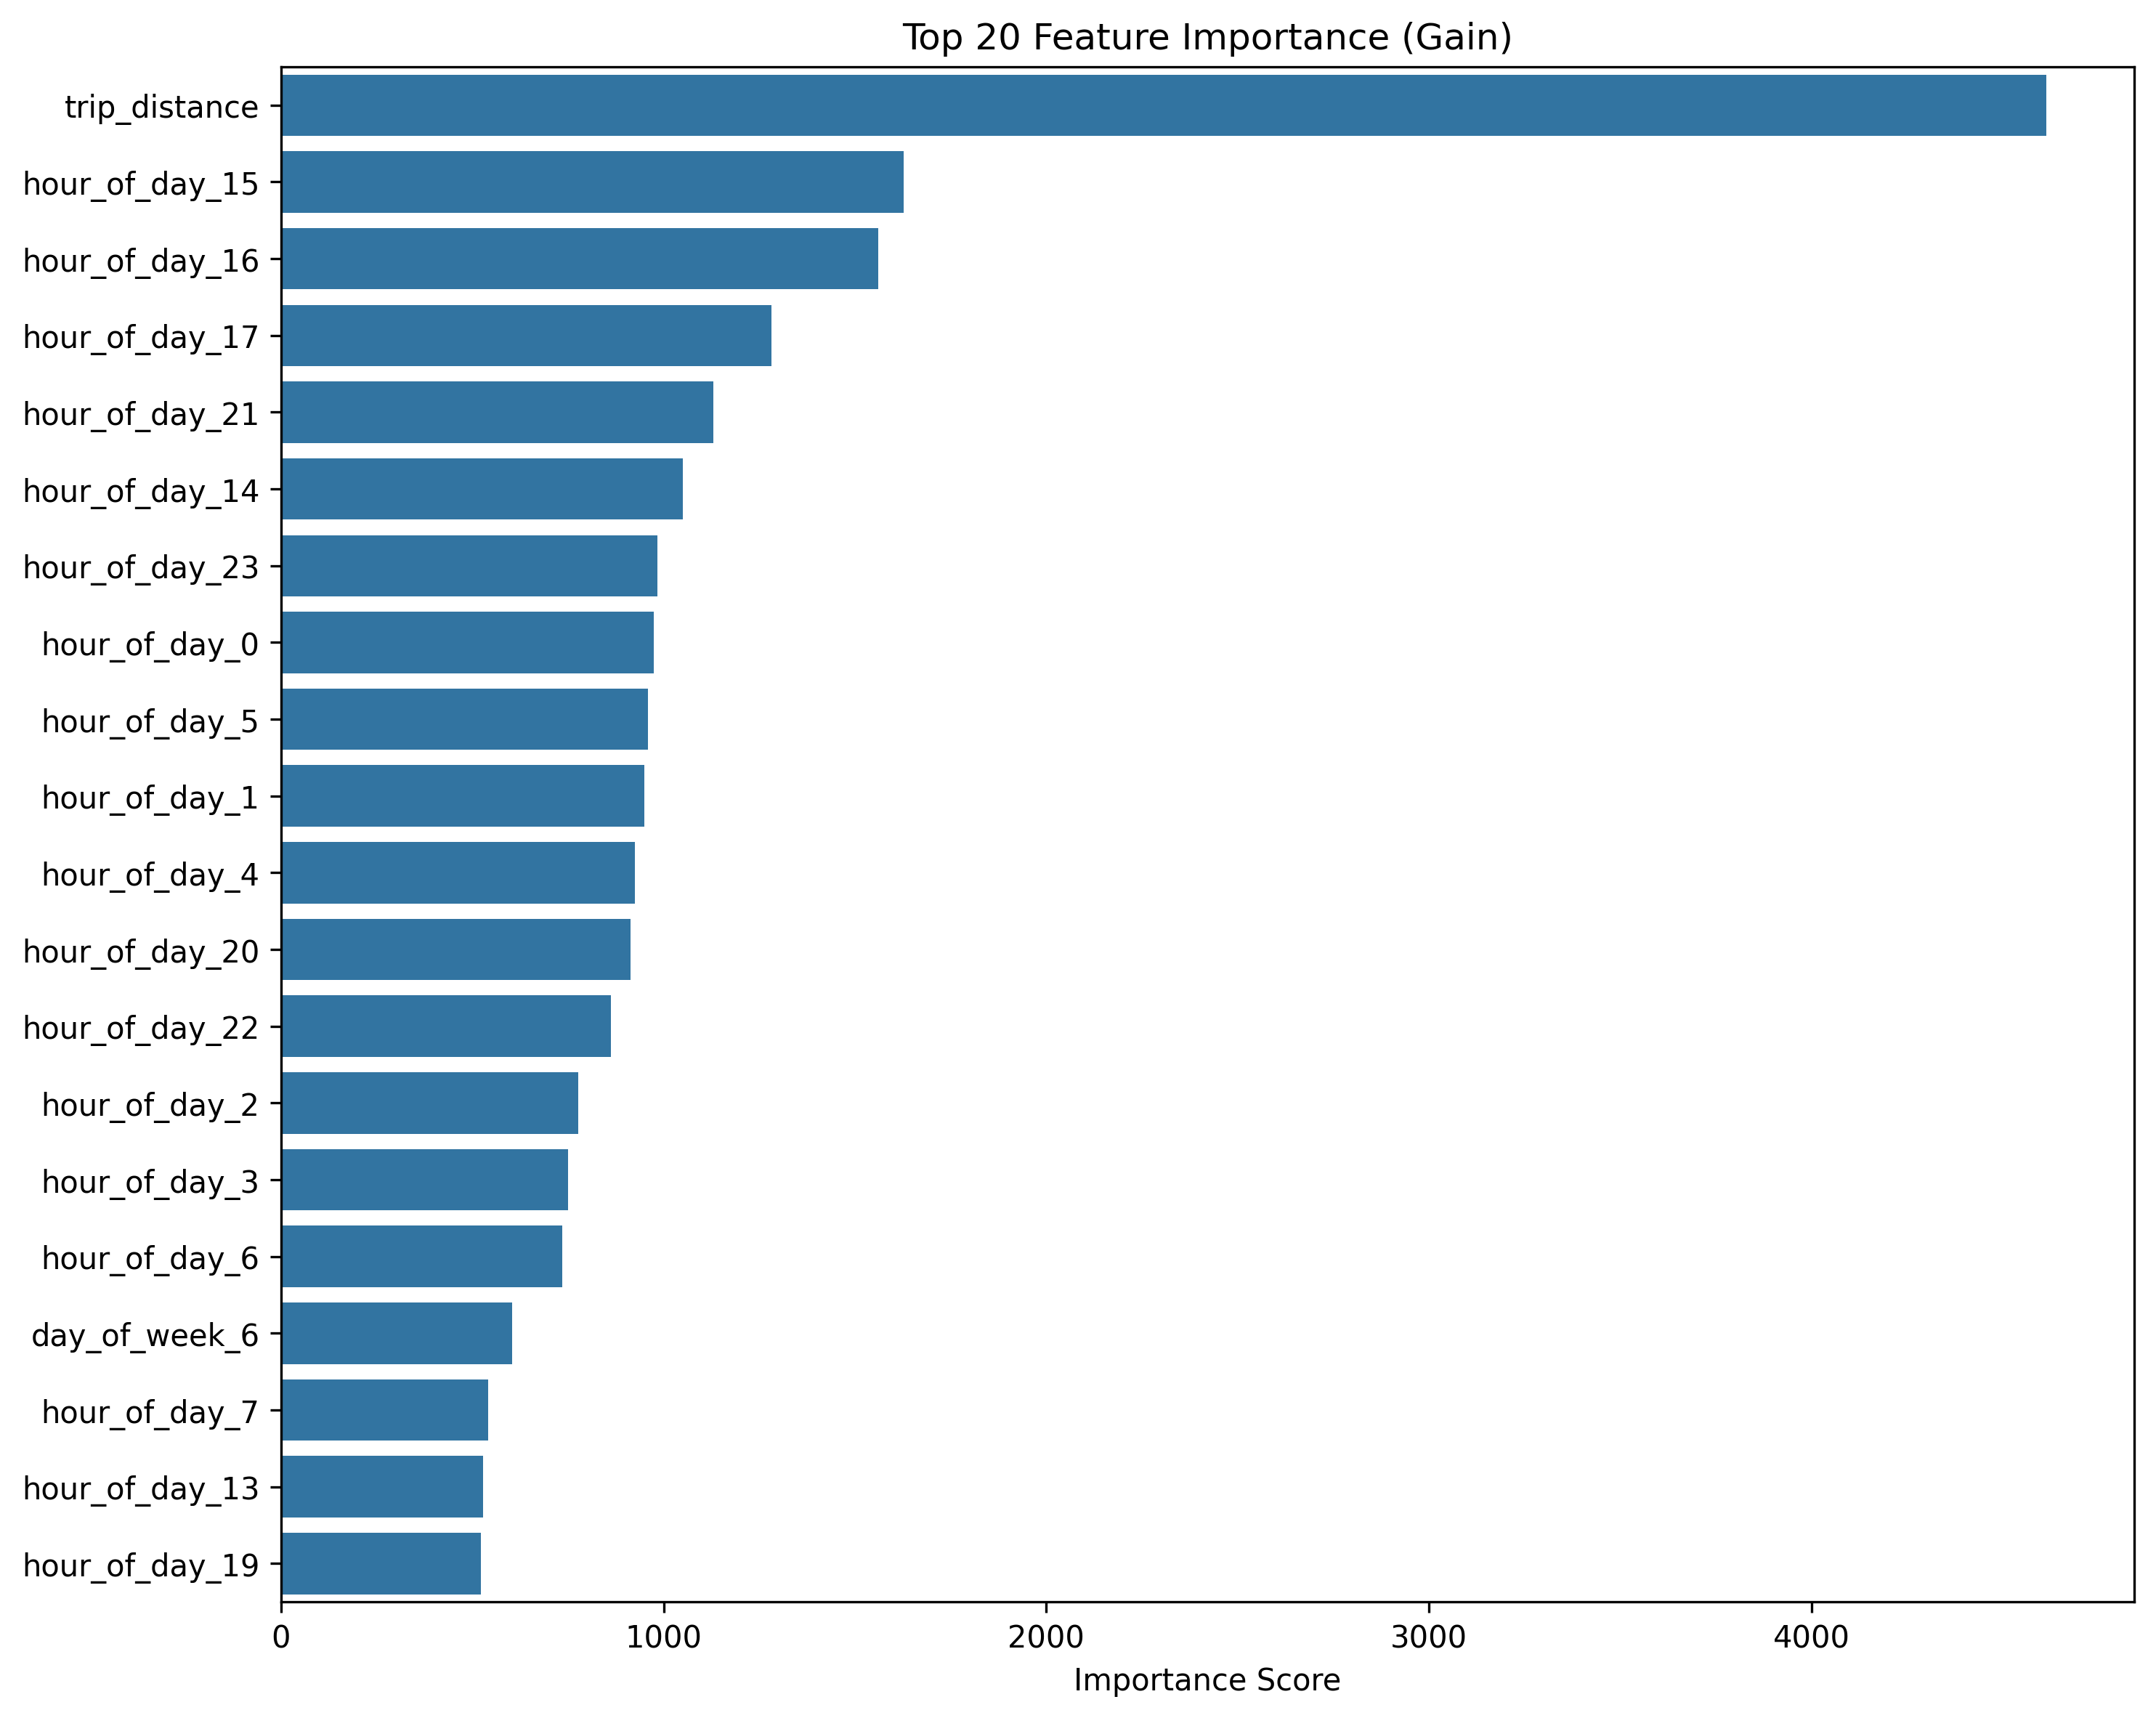 Top 20 Feature Importance (Gain)
trip_distance
hour_of_day_15
hour_of_day_16
hour_of_day_17
hour_of_day_21
hour_of_day_14
hour_of_day_23
hour_of_day_0
hour_of_day_5
hour_of_day_1
hour_of_day_4
hour_of_day_20
hour_of_day_22
hour_of_day_2
hour_of_day_3
hour_of_day_6
day_of_week_6
hour_of_day_7
hour_of_day_13
hour_of_day_19
0 1000 2000 3000 4000
Importance Score